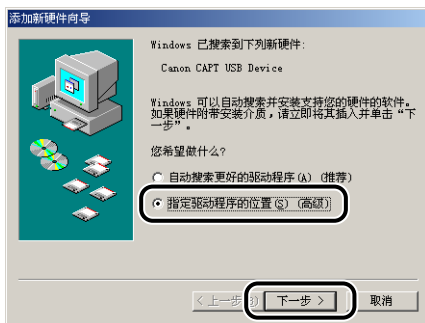 添加新硬件向导
Windows 已搜索到下列新硬件:
Canon CAPT USB Device
Windows 可以自动搜索并安装支持您的硬件的软件。
如果硬件附带安装介质，请立即将其插入并单击“下
一步”。
您希望做什么?
自动搜索更好的驱动程序(A) (推荐)
指定驱动程序的位置(S) (高级)
< 上一步(B) 下一步 > 取消